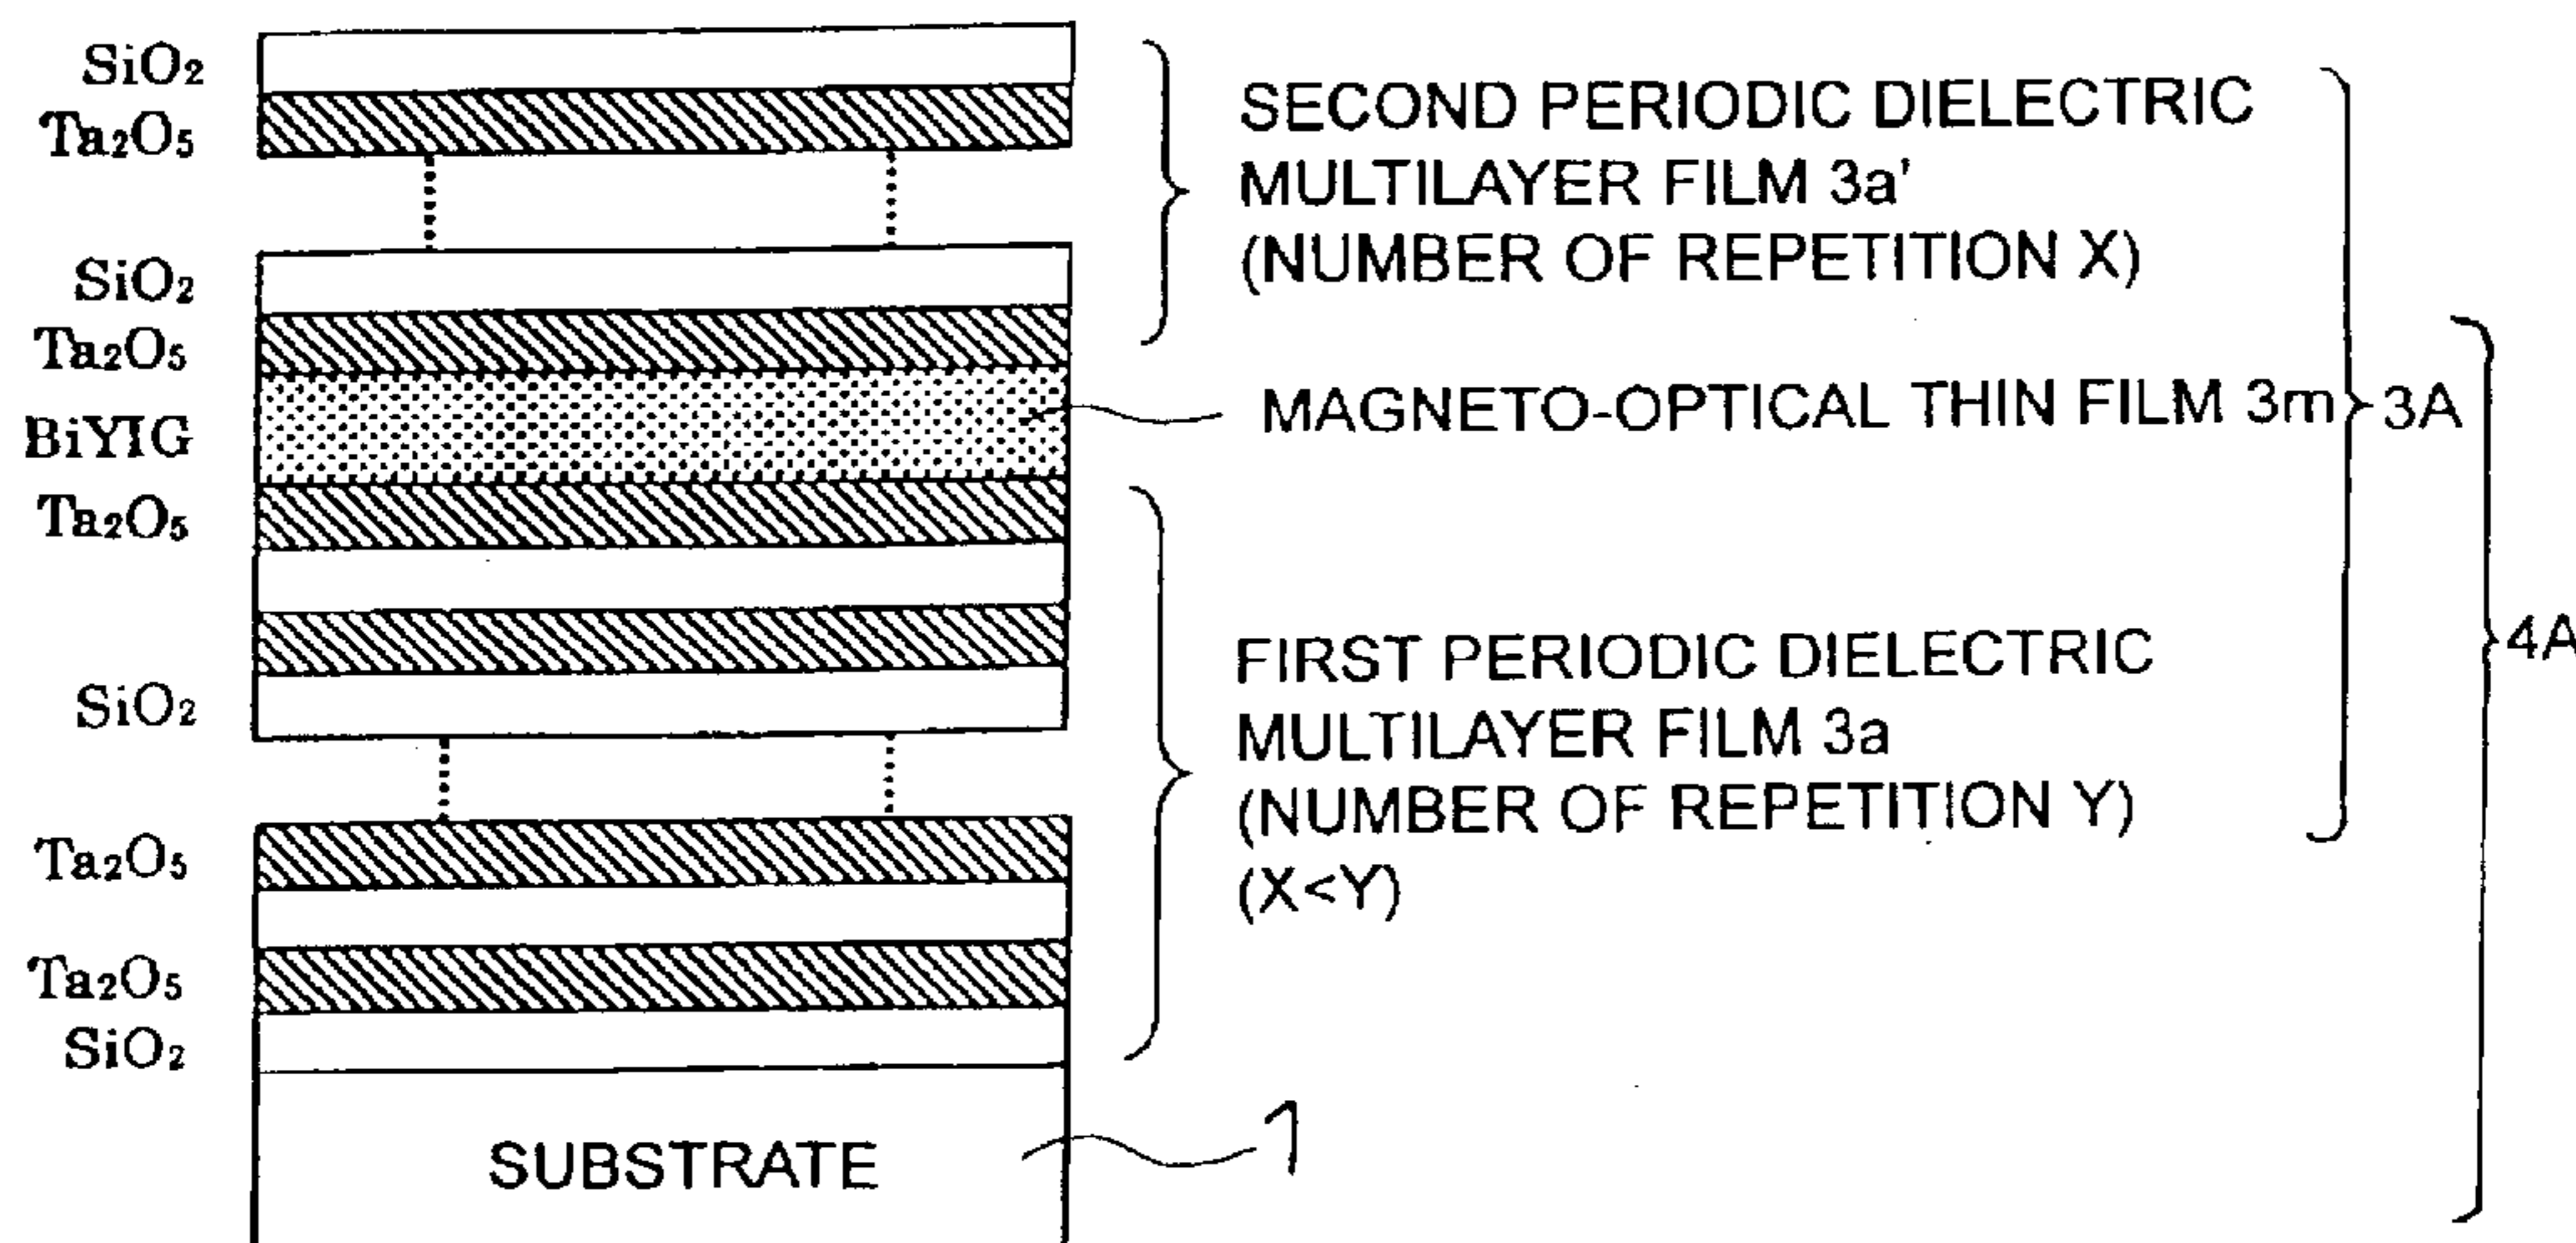 SiO₂
Ta₂O₅
SiO₂
Ta₂O₅
BiYIG
Ta₂O₅
SiO₂
Ta₂O₅
Ta₂O₅
SiO₂
SUBSTRATE
1
SECOND PERIODIC DIELECTRIC
MULTILAYER FILM 3a'
(NUMBER OF REPETITION X)
MAGNETO-OPTICAL THIN FILM 3m
3A
FIRST PERIODIC DIELECTRIC
MULTILAYER FILM 3a
(NUMBER OF REPETITION Y)
(X<Y)
4A